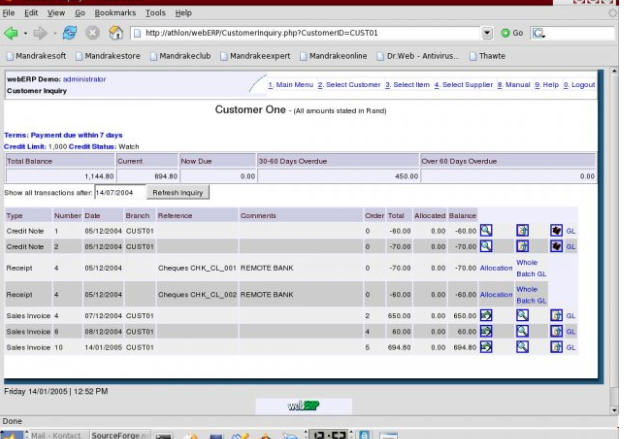 File Edit View Go Bookmarks Tools Help
http://athlon/webERP/CustomerInquiry.php?CustomerID=CUST01 Go
Mandrakesoft Mandrakestore Mandrakeclub Mandrakeexpert Mandrakeonline Dr.Web - Antivirus... Thawte
webERP Demo: administrator
Customer Inquiry
1. Main Menu 2. Select Customer 3. Select Item 4. Select Supplier 8. Manual 9. Help 0. Logout
Customer One - (All amounts stated in Rand)
Terms: Payment due within 7 days
Credit Limit: 1,000 Credit Status: Watch
Total Balance Current Now Due 30-60 Days Overdue Over 60 Days Overdue
1,144.80 694.80 0.00 450.00 0.00
Show all transactions after: 14/07/2004 Refresh Inquiry
Type Number Date Branch Reference Comments Order Total Allocated Balance
Credit Note 1 05/12/2004 CUST01 0 -60.00 0.00 -60.00 GL
Credit Note 2 05/12/2004 CUST01 0 -70.00 0.00 -70.00 GL
Receipt 4 05/12/2004 Cheques CHK_CL_001 REMOTE BANK 0 -70.00 0.00 -70.00 Allocation Whole Batch GL
Receipt 4 05/12/2004 Cheques CHK_CL_002 REMOTE BANK 0 -60.00 0.00 -60.00 Allocation Whole Batch GL
Sales Invoice 4 07/12/2004 CUST01 2 650.00 0.00 650.00 GL
Sales Invoice 8 08/12/2004 CUST01 4 60.00 0.00 60.00 GL
Sales Invoice 10 14/01/2005 CUST01 5 694.80 0.00 694.80 GL
Friday 14/01/2005 | 12:52 PM
webERP
Done
Mail - Kontact SourceForge.n
12:53